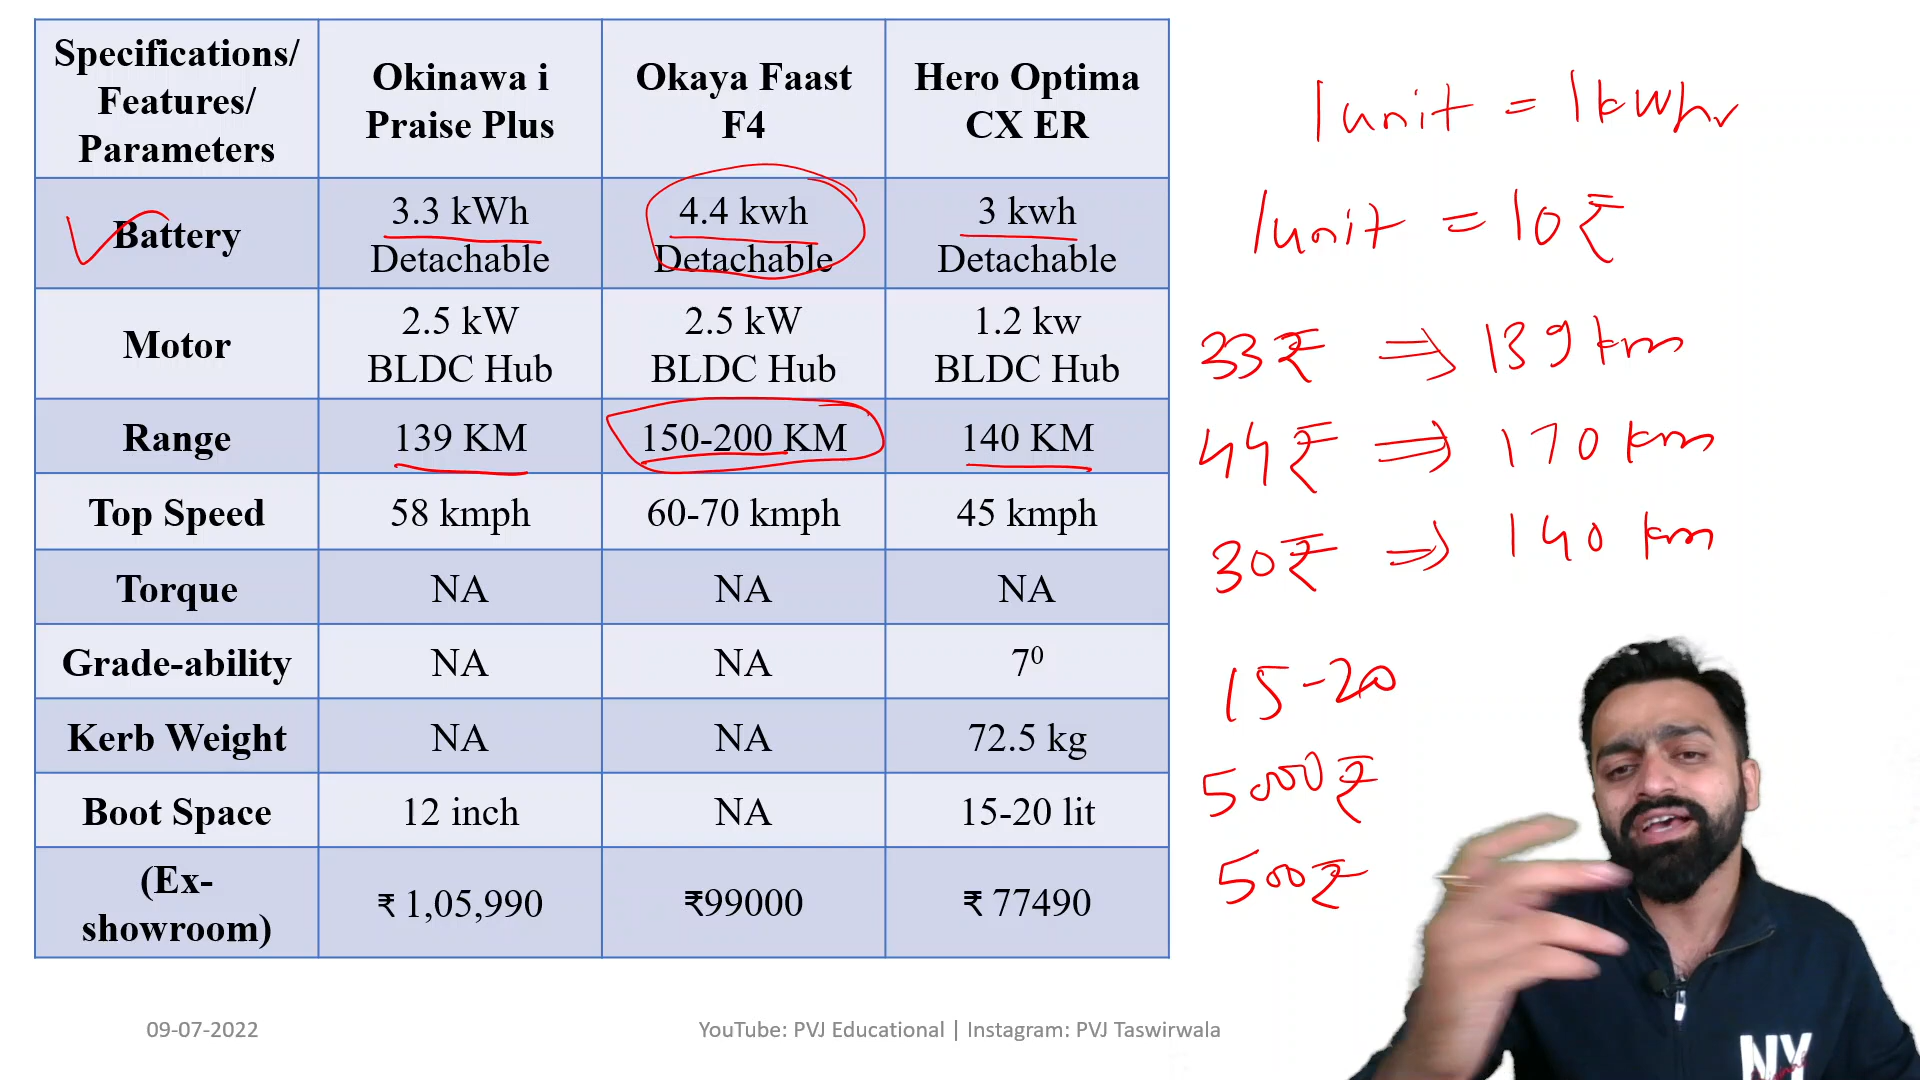 Specifications/
Features/
Parameters
Okinawa i
Praise Plus
Okaya Faast
F4
Hero Optima
CX ER
Battery
3.3 kWh
Detachable
4.4 kwh
Detachable
3 kwh
Detachable
Motor
2.5 kW
BLDC Hub
2.5 kW
BLDC Hub
1.2 kw
BLDC Hub
Range
139 KM
150-200 KM
140 KM
Top Speed
58 kmph
60-70 kmph
45 kmph
Torque
NA
NA
NA
Grade-ability
NA
NA
7⁰
Kerb Weight
NA
NA
72.5 kg
Boot Space
12 inch
NA
15-20 lit
(Ex-
showroom)
₹ 1,05,990
₹99000
₹ 77490
1 unit = 1 kWhr
1 unit = 10 ₹
33₹ ⇒ 139 km
44₹ ⇒ 170 km
30₹ ⇒ 140 km
15-20
5000₹
500₹
NY
09-07-2022
YouTube: PVJ Educational | Instagram: PVJ Taswirwala